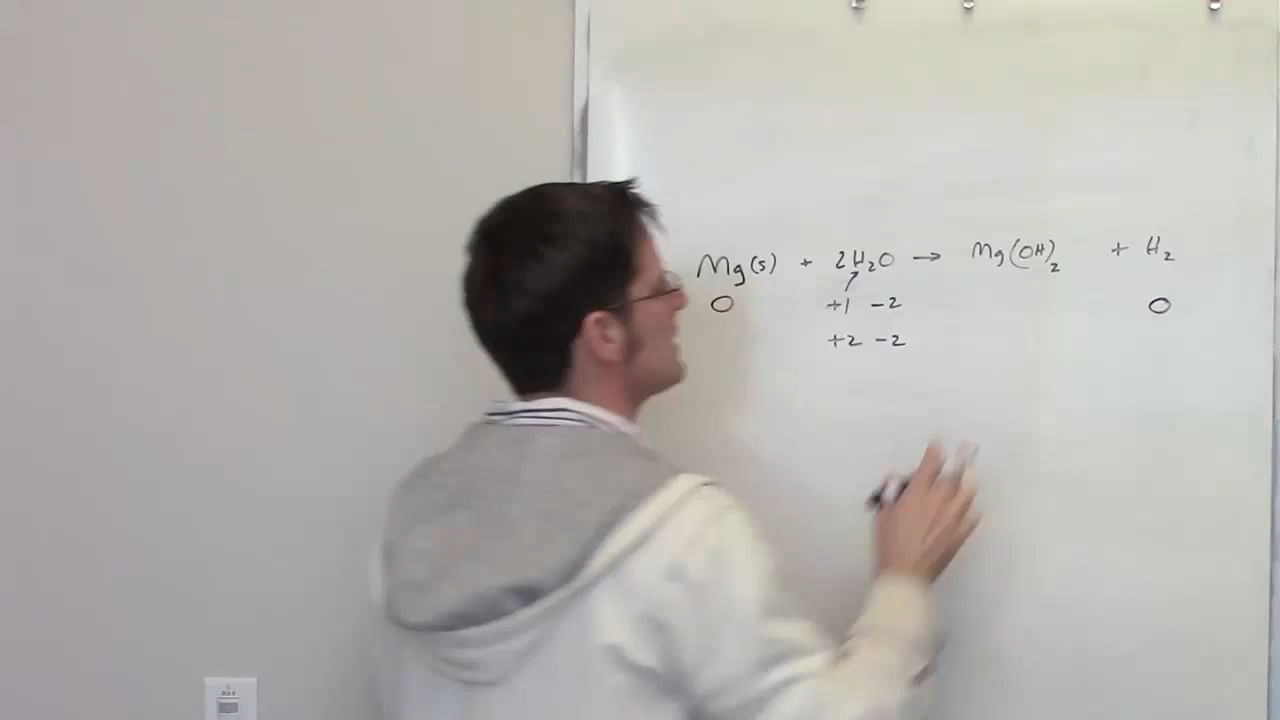 Mg(s) + 2H₂O → Mg(OH)₂ + H₂
0 +1 -2 0
+2 -2